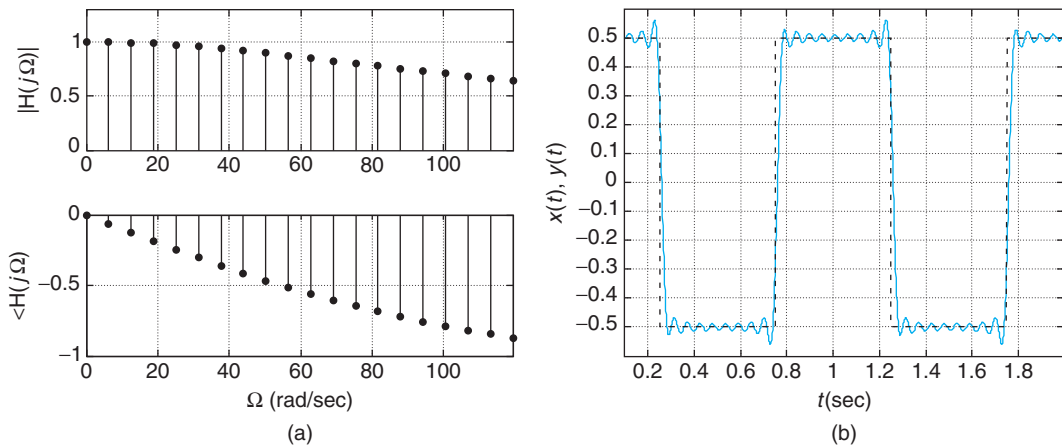 |H(jΩ)|
1
0.5
0
0 20 40 60 80 100
<H(jΩ)
0
−0.5
−1
0 20 40 60 80 100
Ω (rad/sec)
(a)
x(t), y(t)
0.5
0.4
0.3
0.2
0.1
0
−0.1
−0.2
−0.3
−0.4
−0.5
0.2 0.4 0.6 0.8 1 1.2 1.4 1.6 1.8
t(sec)
(b)